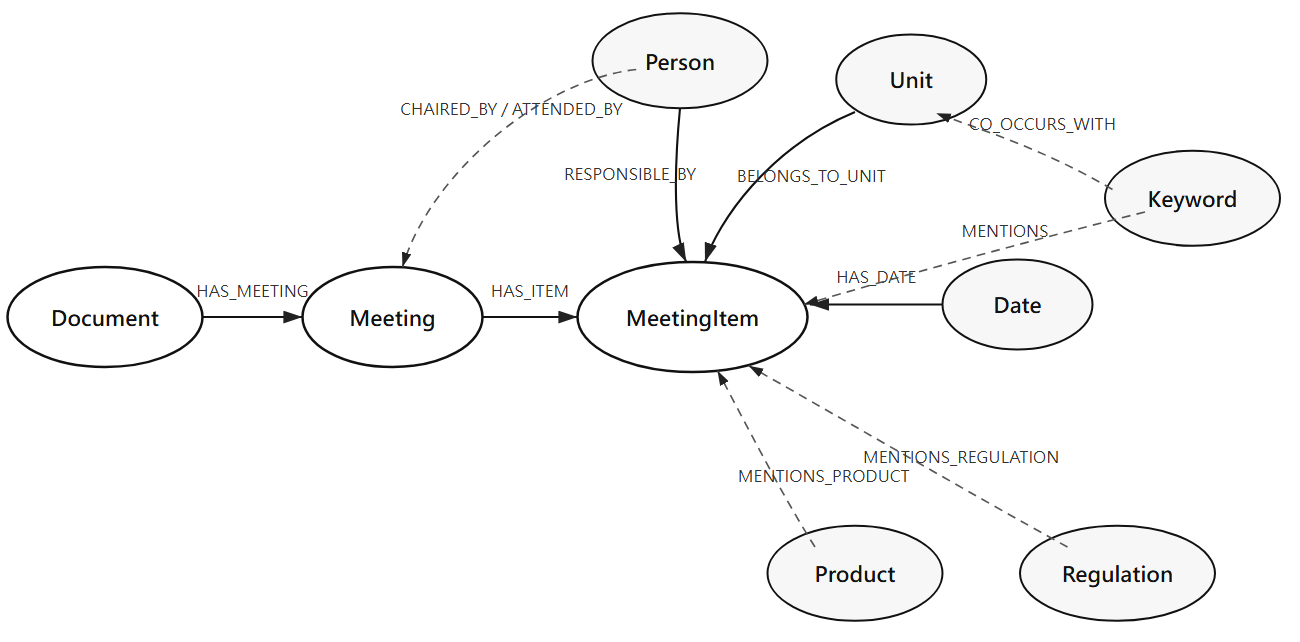 Person
Unit
CHAIRED_BY / ATTENDED_BY
CO_OCCURS_WITH
RESPONSIBLE_BY
BELONGS_TO_UNIT
Keyword
MENTIONS
HAS_MEETING
HAS_ITEM
HAS_DATE
Document
Meeting
MeetingItem
Date
MENTIONS_REGULATION
MENTIONS_PRODUCT
Product
Regulation